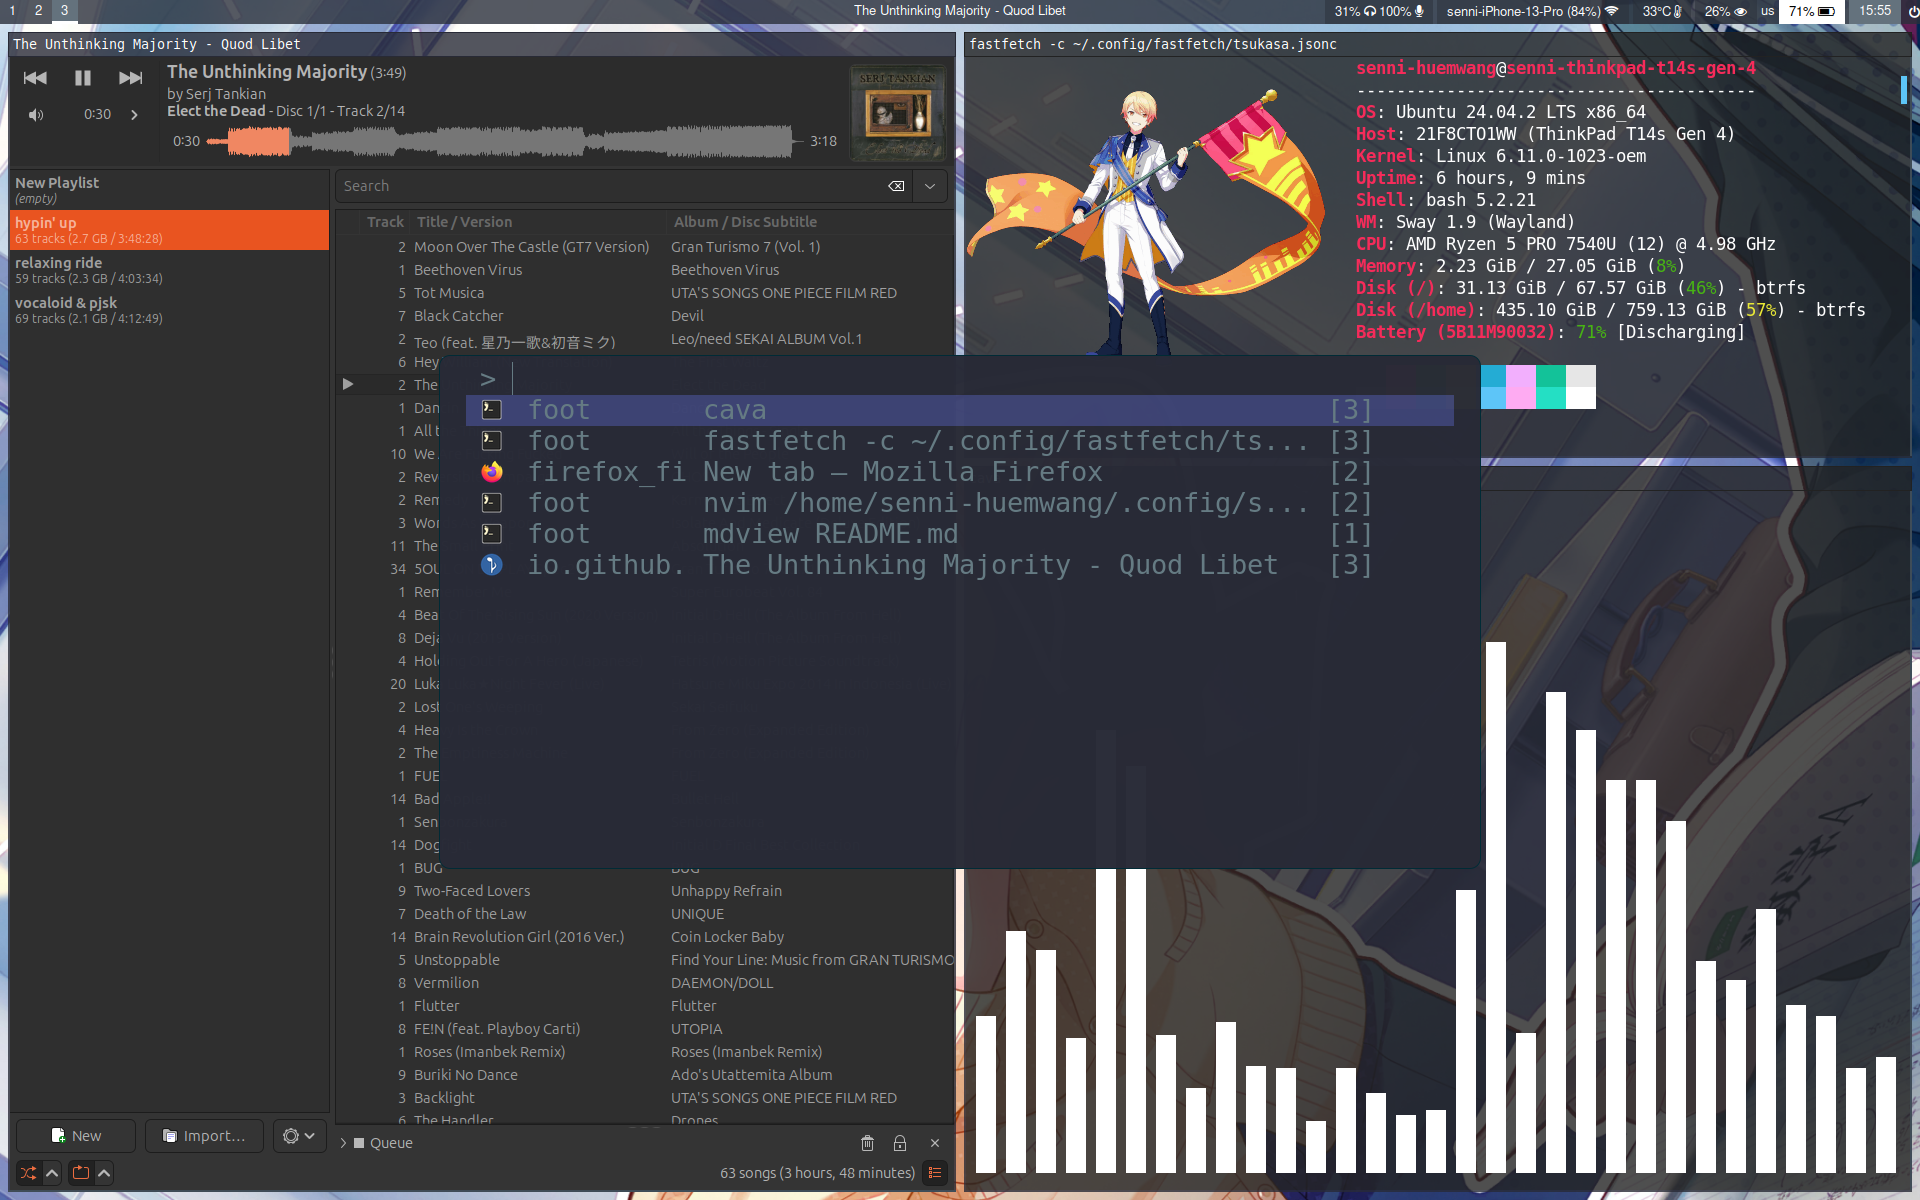 1 2 3
The Unthinking Majority - Quod Libet
31% 100% senni-iPhone-13-Pro (84%) 33°C 26% us 71% 15:55
The Unthinking Majority - Quod Libet
The Unthinking Majority (3:49)
by Serj Tankian
Elect the Dead - Disc 1/1 - Track 2/14
0:30
0:30
3:18
SERJ TANKIAN
New Playlist
(empty)
hypin' up
63 tracks (2.7 GB / 3:48:28)
relaxing ride
59 tracks (2.3 GB / 4:03:34)
vocaloid & pjsk
69 tracks (2.1 GB / 4:12:49)
Search
Track Title / Version Album / Disc Subtitle
2 Moon Over The Castle (GT7 Version) Gran Turismo 7 (Vol. 1)
1 Beethoven Virus Beethoven Virus
5 Tot Musica UTA'S SONGS ONE PIECE FILM RED
7 Black Catcher Devil
2 Teo (feat. 星乃一歌&初音ミク) Leo/need SEKAI ALBUM Vol.1
6 Hey
2 The
1 Dan
1 All t
10 We
2 Rev
2 Rem
3 Wor
11 The
34 5OU
1 Rem
4 Bea
8 Deja
4 Hol
20 Luka
2 Lost
4 Hea
2 The
1 FUE
14 Bad
1 Sen
14 Dog
1 BUG BUG
9 Two-Faced Lovers Unhappy Refrain
7 Death of the Law UNIQUE
14 Brain Revolution Girl (2016 Ver.) Coin Locker Baby
5 Unstoppable Find Your Line: Music from GRAN TURISMO
8 Vermilion DAEMON/DOLL
1 Flutter Flutter
8 FE!N (feat. Playboy Carti) UTOPIA
1 Roses (Imanbek Remix) Roses (Imanbek Remix)
9 Buriki No Dance Ado's Utattemita Album
3 Backlight UTA'S SONGS ONE PIECE FILM RED
6 The Handler Drones
New Import...
Queue
63 songs (3 hours, 48 minutes)
fastfetch -c ~/.config/fastfetch/tsukasa.jsonc
senni-huemwang@senni-thinkpad-t14s-gen-4
----------------------------------------
OS: Ubuntu 24.04.2 LTS x86_64
Host: 21F8CTO1WW (ThinkPad T14s Gen 4)
Kernel: Linux 6.11.0-1023-oem
Uptime: 6 hours, 9 mins
Shell: bash 5.2.21
WM: Sway 1.9 (Wayland)
CPU: AMD Ryzen 5 PRO 7540U (12) @ 4.98 GHz
Memory: 2.23 GiB / 27.05 GiB (8%)
Disk (/): 31.13 GiB / 67.57 GiB (46%) - btrfs
Disk (/home): 435.10 GiB / 759.13 GiB (57%) - btrfs
Battery (5B11M90032): 71% [Discharging]
>
foot cava [3]
foot fastfetch -c ~/.config/fastfetch/ts... [3]
firefox_fi New tab — Mozilla Firefox [2]
foot nvim /home/senni-huemwang/.config/s... [2]
foot mdview README.md [1]
io.github. The Unthinking Majority - Quod Libet [3]